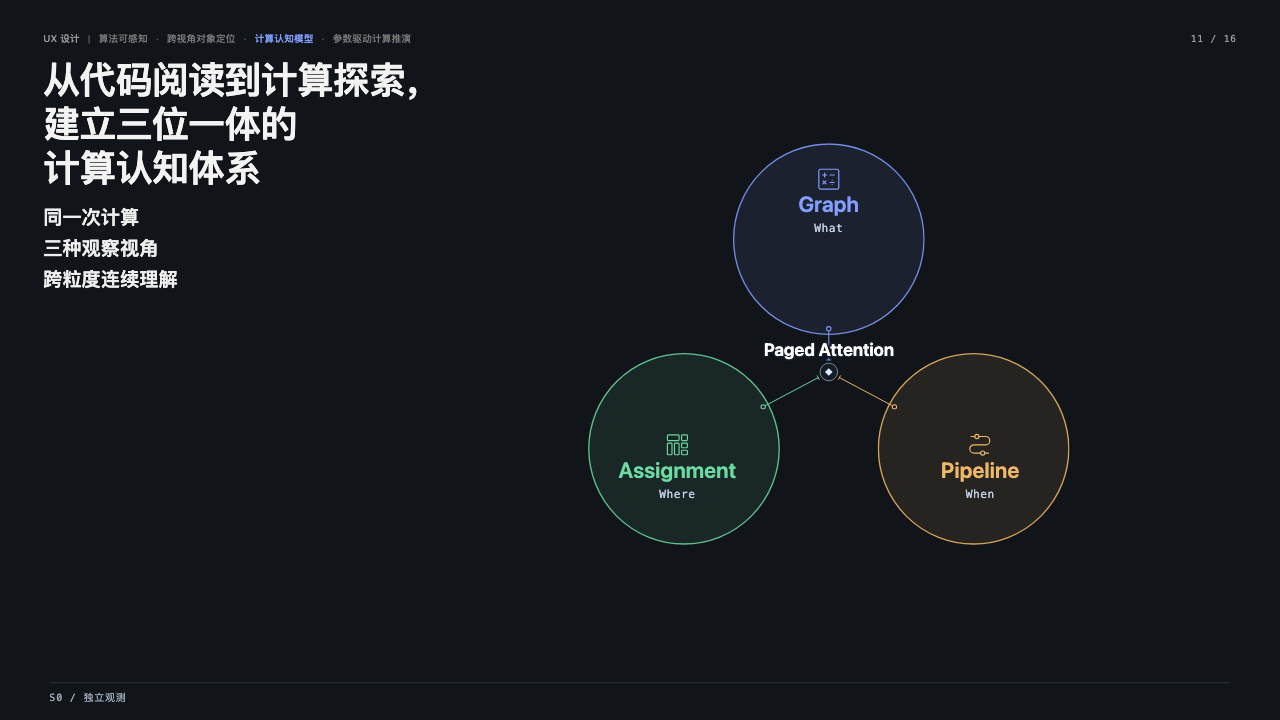 UX 设计 | 算法可感知 · 跨视角对象定位 · 计算认知模型 · 参数驱动计算推演
11 / 16
从代码阅读到计算探索，
建立三位一体的
计算认知体系
同一次计算
三种观察视角
跨粒度连续理解
Graph
What
Paged Attention
Assignment
Where
Pipeline
When
S0 / 独立观测